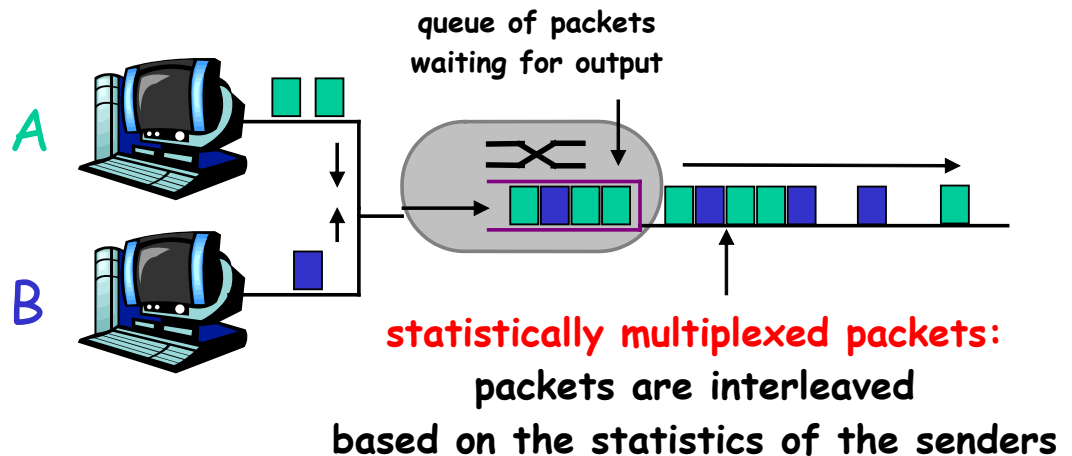 queue of packets
waiting for output
A
B
statistically multiplexed packets:
packets are interleaved
based on the statistics of the senders